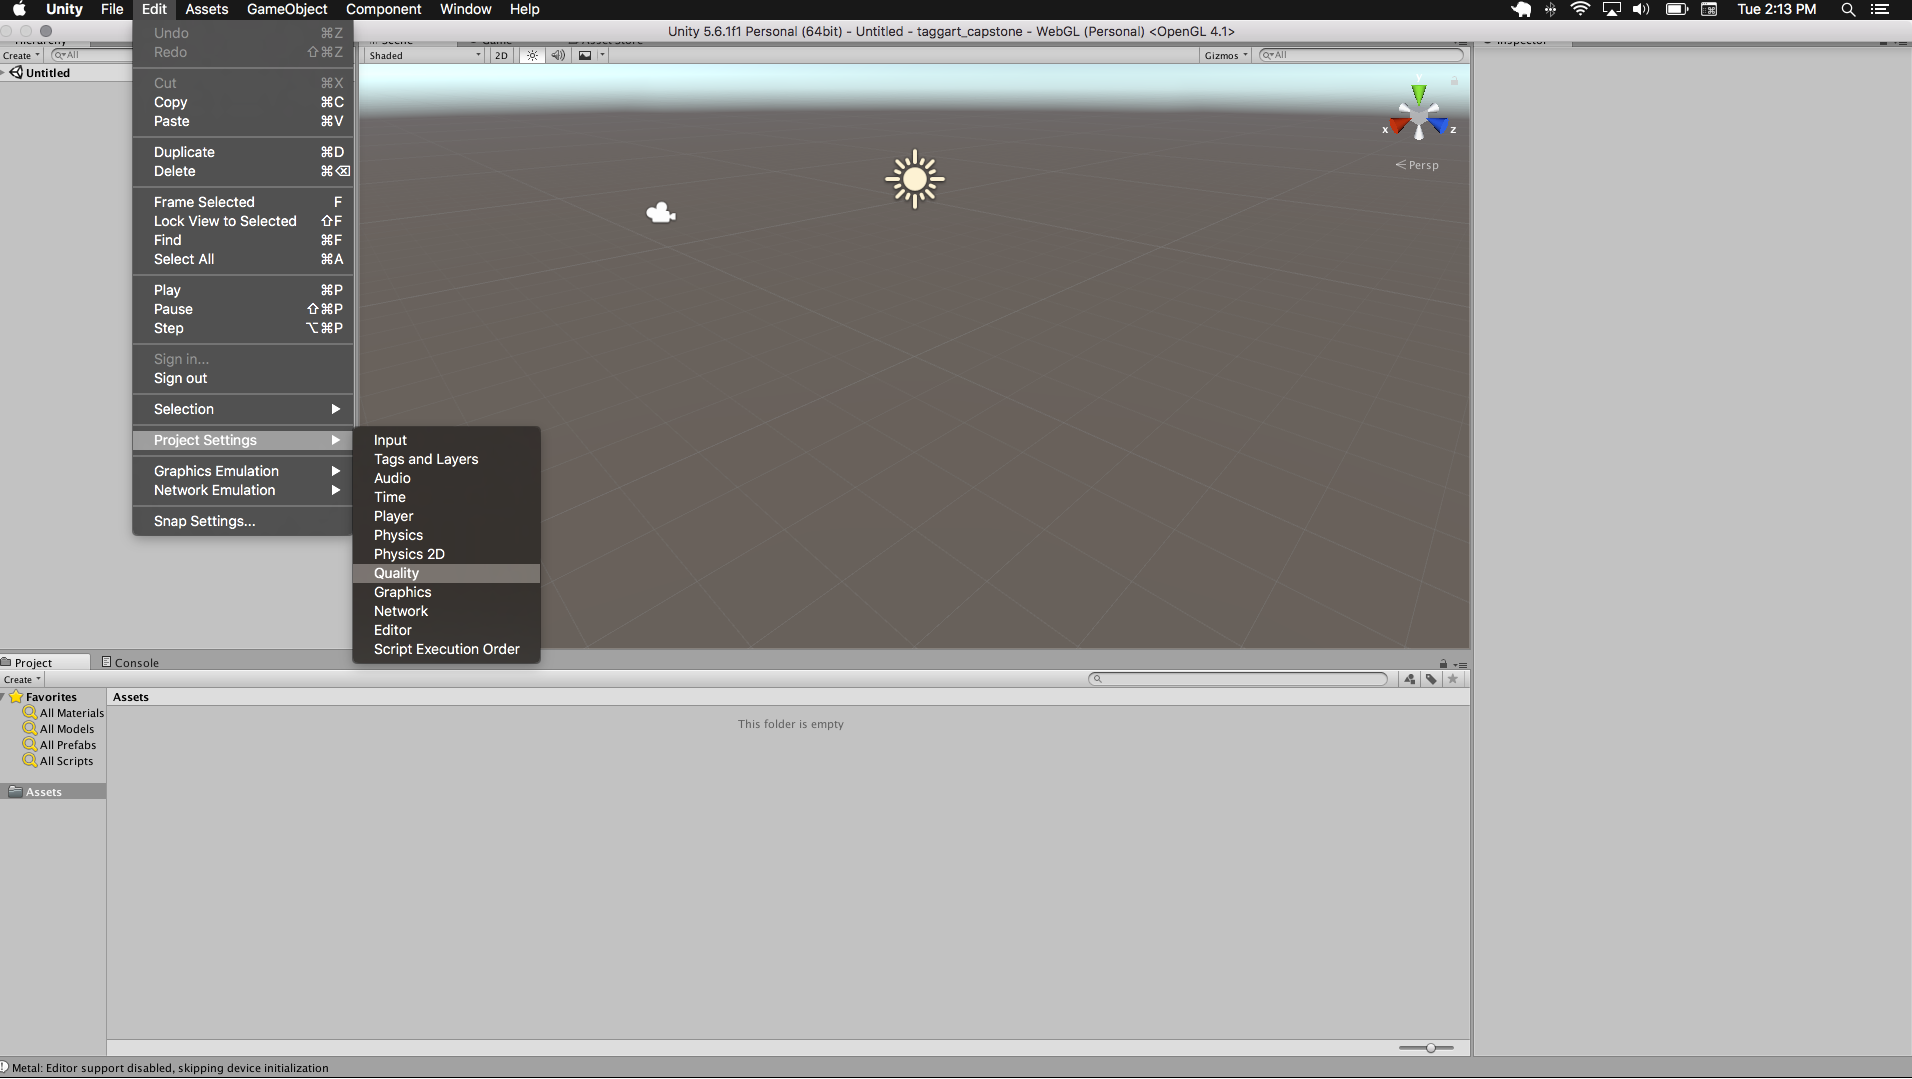 Unity File Edit Assets GameObject Component Window Help Tue 2:13 PM
Unity 5.6.1f1 Personal (64bit) - Untitled - taggart_capstone - WebGL (Personal) <OpenGL 4.1>
Create All
Untitled
Undo ⌘Z
Redo ⇧⌘Z
Cut ⌘X
Copy ⌘C
Paste ⌘V
Duplicate ⌘D
Delete ⌘⌫
Frame Selected F
Lock View to Selected ⇧F
Find ⌘F
Select All ⌘A
Play ⌘P
Pause ⇧⌘P
Step ⌥⌘P
Sign in...
Sign out
Selection
Project Settings
Graphics Emulation
Network Emulation
Snap Settings...
Input
Tags and Layers
Audio
Time
Player
Physics
Physics 2D
Quality
Graphics
Network
Editor
Script Execution Order
Shaded 2D Gizmos All
y
x z
Persp
Project Console
Create
Favorites
All Materials
All Models
All Prefabs
All Scripts
Assets
Assets
This folder is empty
Metal: Editor support disabled, skipping device initialization